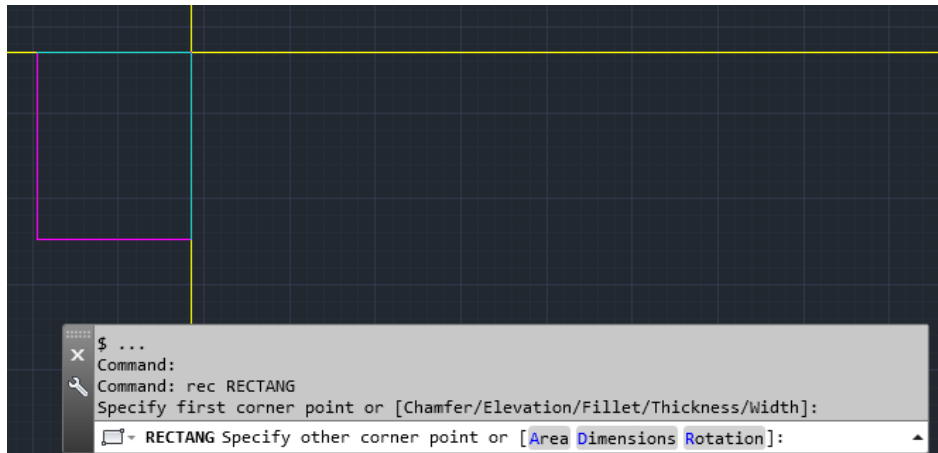 $ ...
Command:
Command: rec RECTANG
Specify first corner point or [Chamfer/Elevation/Fillet/Thickness/Width]:
RECTANG Specify other corner point or [Area Dimensions Rotation]: